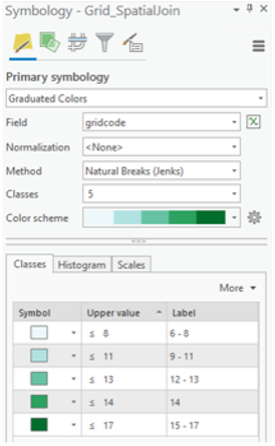 Symbology - Grid_SpatialJoin
Primary symbology
Graduated Colors
Field gridcode
Normalization <None>
Method Natural Breaks (Jenks)
Classes 5
Color scheme
Classes Histogram Scales
More
Symbol Upper value Label
≤ 8 6 - 8
≤ 11 9 - 11
≤ 13 12 - 13
≤ 14 14
≤ 17 15 - 17